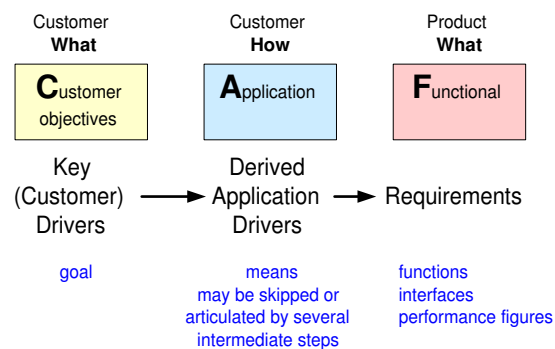 Customer
What
Customer
How
Product
What
Customer
objectives
Application
Functional
Key
(Customer)
Drivers
Derived
Application
Drivers
Requirements
goal
means
may be skipped or
articulated by several
intermediate steps
functions
interfaces
performance figures